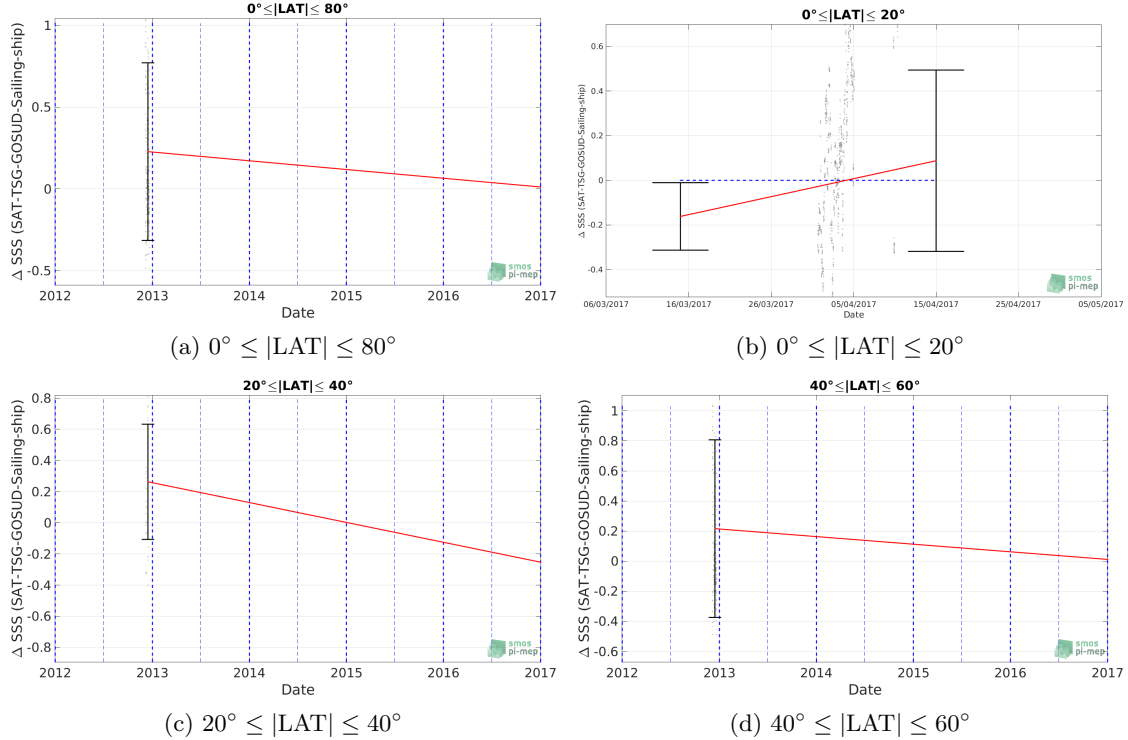 0°≤|LAT|≤ 80°
Δ SSS (SAT-TSG-GOSUD-Sailing-ship)
1
0.5
0
-0.5
2012 2013 2014 2015 2016 2017
Date
smos
pi-mep
(a) 0° ≤ |LAT| ≤ 80°
0°≤|LAT|≤ 20°
Δ SSS (SAT-TSG-GOSUD-Sailing-ship)
0.6
0.4
0.2
0
-0.2
-0.4
06/03/2017 16/03/2017 26/03/2017 05/04/2017 15/04/2017 25/04/2017 05/05/2017
Date
smos
pi-mep
(b) 0° ≤ |LAT| ≤ 20°
20°≤|LAT|≤ 40°
Δ SSS (SAT-TSG-GOSUD-Sailing-ship)
0.8
0.6
0.4
0.2
0
-0.2
-0.4
-0.6
-0.8
2012 2013 2014 2015 2016 2017
Date
smos
pi-mep
(c) 20° ≤ |LAT| ≤ 40°
40°≤|LAT|≤ 60°
Δ SSS (SAT-TSG-GOSUD-Sailing-ship)
1
0.8
0.6
0.4
0.2
0
-0.2
-0.4
-0.6
2012 2013 2014 2015 2016 2017
Date
smos
pi-mep
(d) 40° ≤ |LAT| ≤ 60°